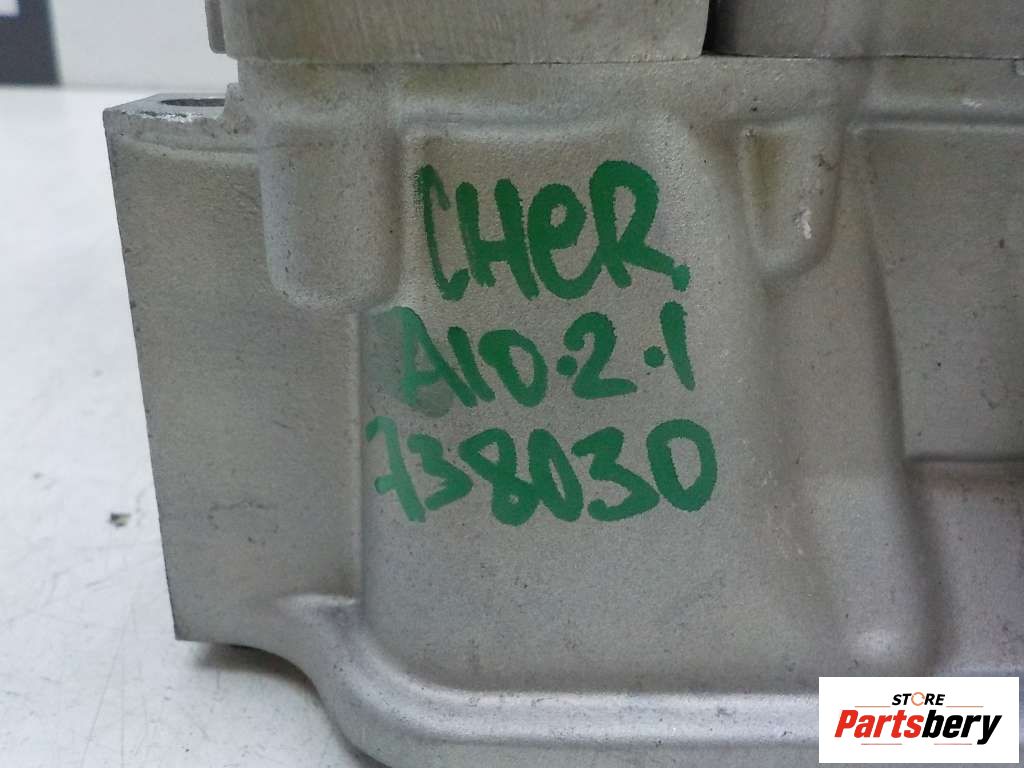 CHeR
A10·2·1
738030
STORE
Partsbery